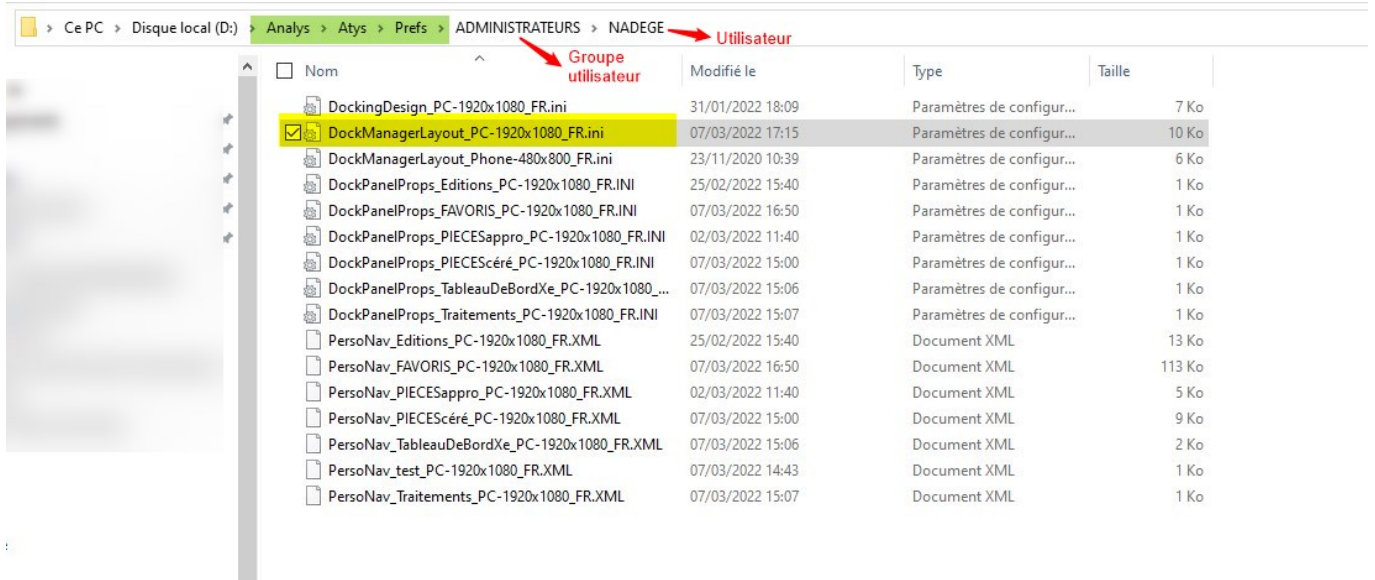 Ce PC > Disque local (D:) > Analys > Atys > Prefs > ADMINISTRATEURS > NADEGE
Utilisateur
Groupe
utilisateur
Nom Modifié le Type Taille
DockingDesign_PC-1920x1080_FR.ini 31/01/2022 18:09 Paramètres de configur... 7 Ko
DockManagerLayout_PC-1920x1080_FR.ini 07/03/2022 17:15 Paramètres de configur... 10 Ko
DockManagerLayout_Phone-480x800_FR.ini 23/11/2020 10:39 Paramètres de configur... 6 Ko
DockPanelProps_Editions_PC-1920x1080_FR.INI 25/02/2022 15:40 Paramètres de configur... 1 Ko
DockPanelProps_FAVORIS_PC-1920x1080_FR.INI 07/03/2022 16:50 Paramètres de configur... 1 Ko
DockPanelProps_PIECESappro_PC-1920x1080_FR.INI 02/03/2022 11:40 Paramètres de configur... 1 Ko
DockPanelProps_PIECEScéré_PC-1920x1080_FR.INI 07/03/2022 15:00 Paramètres de configur... 1 Ko
DockPanelProps_TableauDeBordXe_PC-1920x1080_... 07/03/2022 15:06 Paramètres de configur... 1 Ko
DockPanelProps_Traitements_PC-1920x1080_FR.INI 07/03/2022 15:07 Paramètres de configur... 1 Ko
PersoNav_Editions_PC-1920x1080_FR.XML 25/02/2022 15:40 Document XML 13 Ko
PersoNav_FAVORIS_PC-1920x1080_FR.XML 07/03/2022 16:50 Document XML 113 Ko
PersoNav_PIECESappro_PC-1920x1080_FR.XML 02/03/2022 11:40 Document XML 5 Ko
PersoNav_PIECEScéré_PC-1920x1080_FR.XML 07/03/2022 15:00 Document XML 9 Ko
PersoNav_TableauDeBordXe_PC-1920x1080_FR.XML 07/03/2022 15:06 Document XML 2 Ko
PersoNav_test_PC-1920x1080_FR.XML 07/03/2022 14:43 Document XML 1 Ko
PersoNav_Traitements_PC-1920x1080_FR.XML 07/03/2022 15:07 Document XML 1 Ko